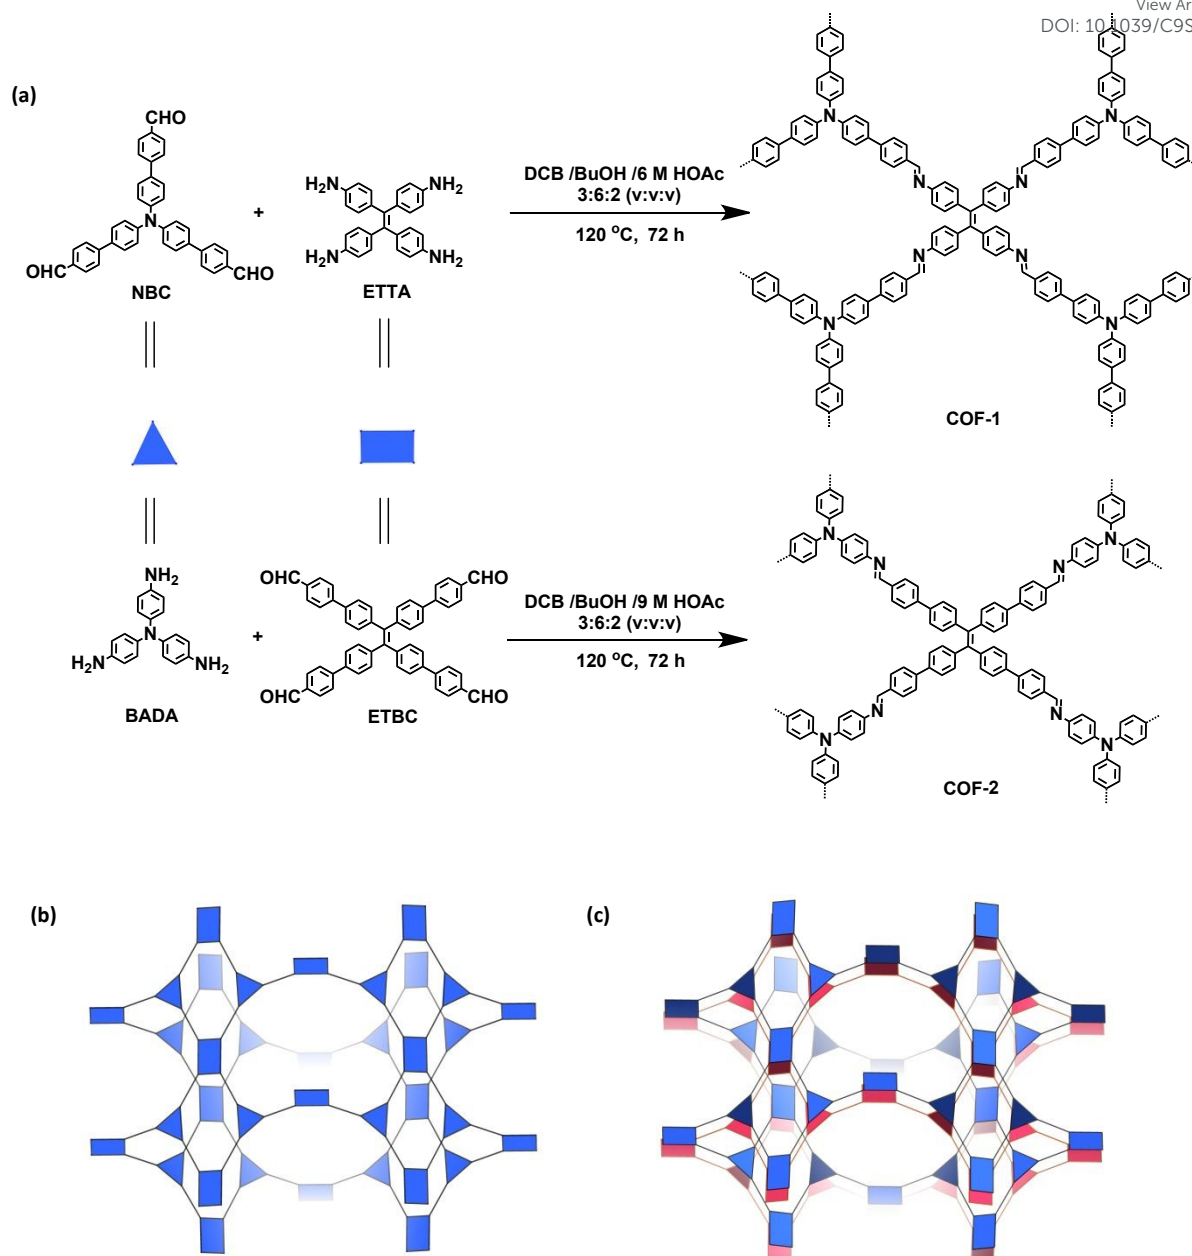 View Ar
DOI: 10.1039/C9S
(a)
CHO
OHC
CHO
N
NBC
+
H2N
NH2
H2N
NH2
ETTA
DCB /BuOH /6 M HOAc
3:6:2 (v:v:v)
120 °C, 72 h
N
N
N
N
N
N
N
N
COF-1
NH2
N
H2N
NH2
BADA
+
OHC
CHO
OHC
CHO
ETBC
DCB /BuOH /9 M HOAc
3:6:2 (v:v:v)
120 °C, 72 h
N
N
N
N
N
N
N
N
COF-2
(b)
(c)